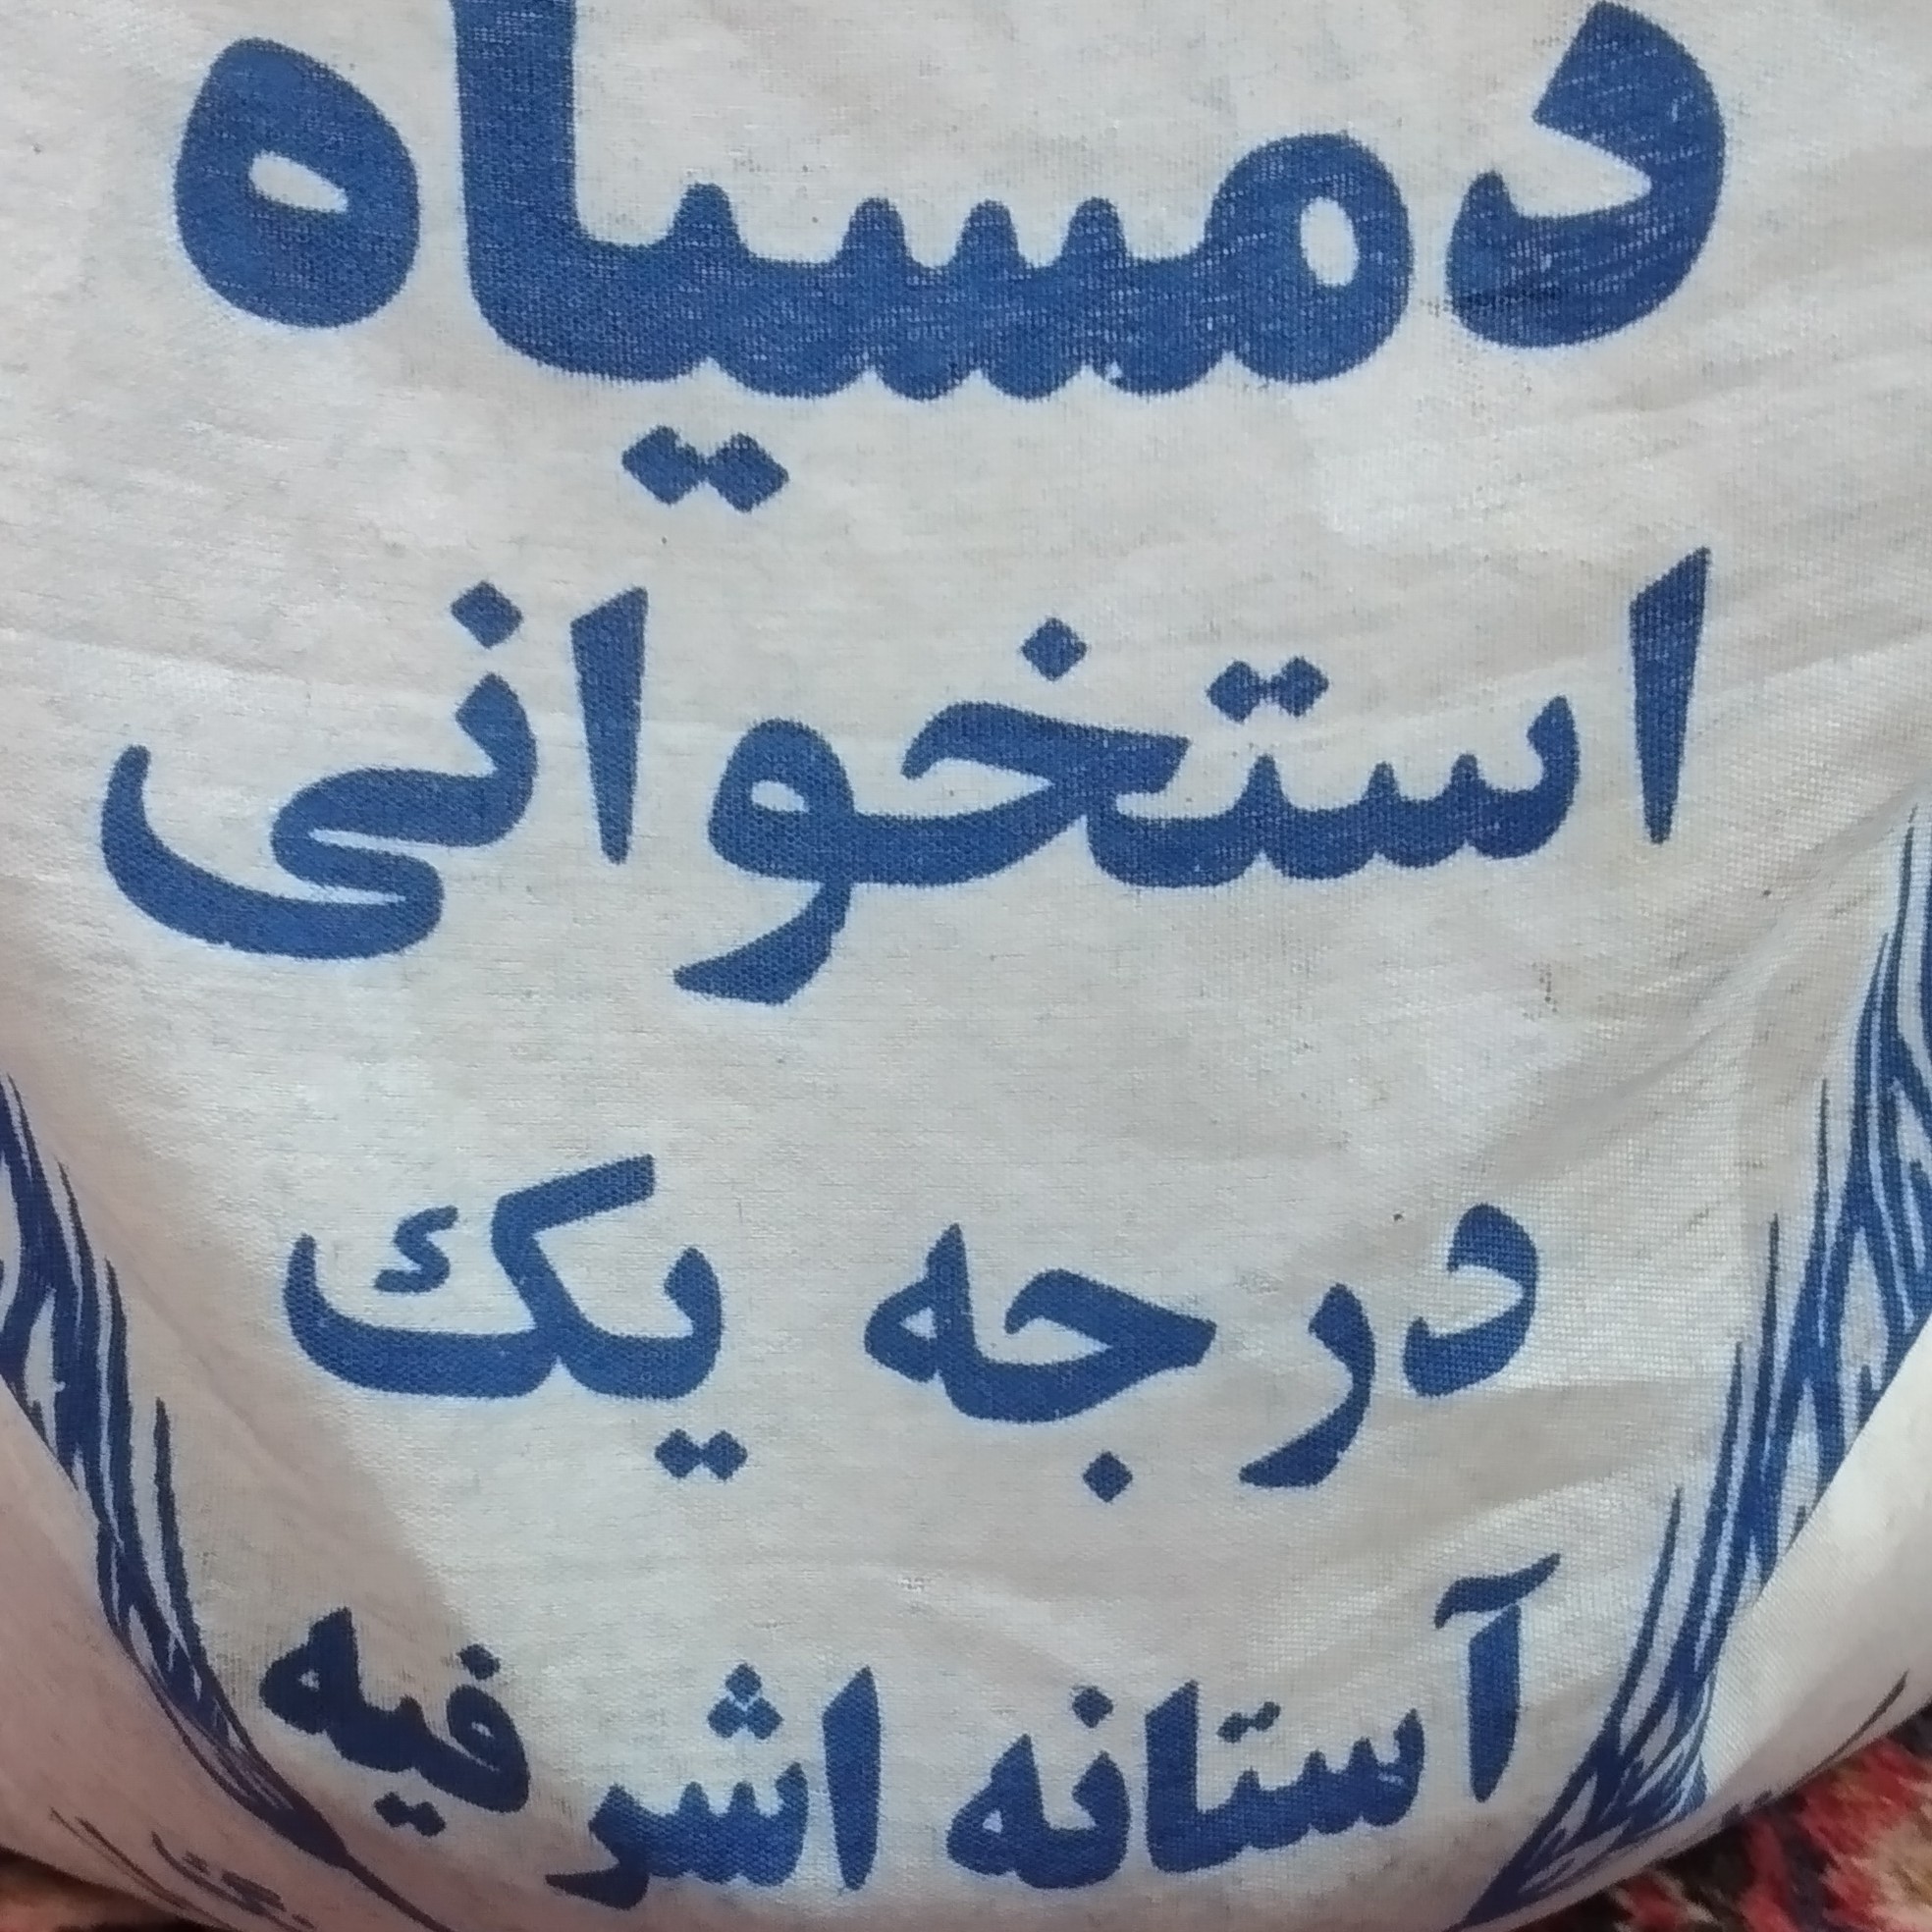 دمسیاه
استخوانی
درجه یک
آستانه اشرفیه